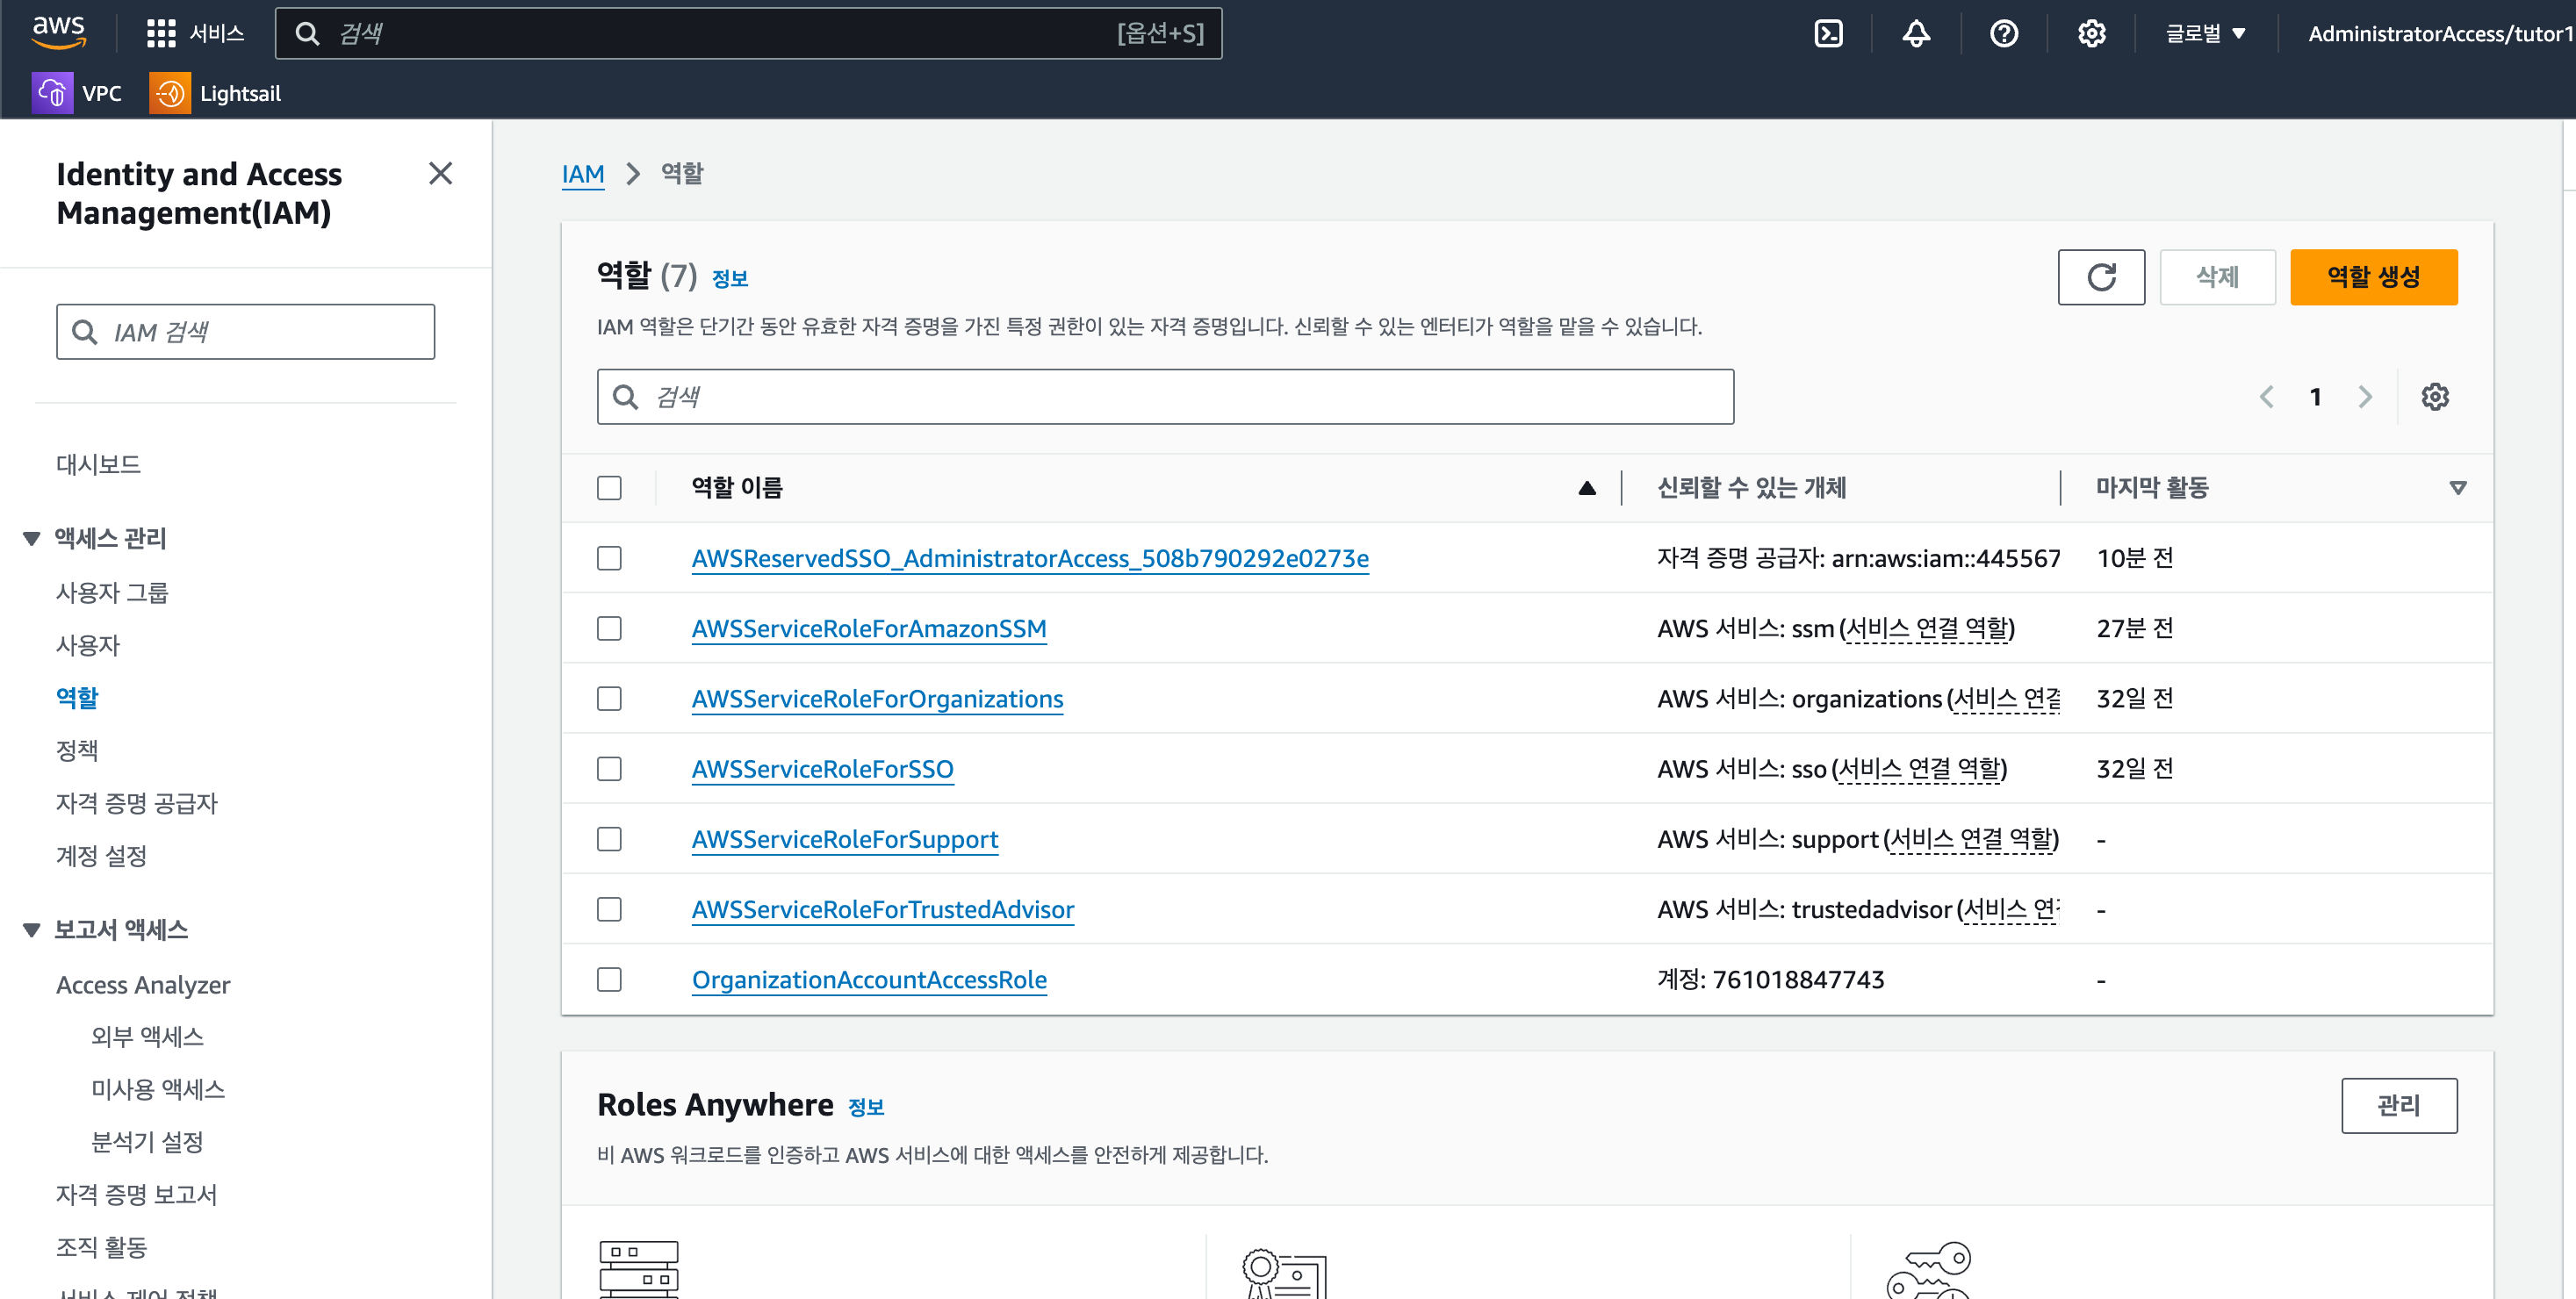 aws
서비스
검색
[옵션+S]
글로벌
AdministratorAccess/tutor1
VPC
Lightsail
Identity and Access
Management(IAM)
IAM 검색
대시보드
액세스 관리
사용자 그룹
사용자
역할
정책
자격 증명 공급자
계정 설정
보고서 액세스
Access Analyzer
외부 액세스
미사용 액세스
분석기 설정
자격 증명 보고서
조직 활동
IAM > 역할
역할 (7) 정보
삭제
역할 생성
IAM 역할은 단기간 동안 유효한 자격 증명을 가진 특정 권한이 있는 자격 증명입니다. 신뢰할 수 있는 엔터티가 역할을 맡을 수 있습니다.
검색
1
역할 이름 신뢰할 수 있는 개체 마지막 활동
AWSReservedSSO_AdministratorAccess_508b790292e0273e 자격 증명 공급자: arn:aws:iam::445567 10분 전
AWSServiceRoleForAmazonSSM AWS 서비스: ssm (서비스 연결 역할) 27분 전
AWSServiceRoleForOrganizations AWS 서비스: organizations (서비스 연결 32일 전
AWSServiceRoleForSSO AWS 서비스: sso (서비스 연결 역할) 32일 전
AWSServiceRoleForSupport AWS 서비스: support (서비스 연결 역할) -
AWSServiceRoleForTrustedAdvisor AWS 서비스: trustedadvisor (서비스 연 -
OrganizationAccountAccessRole 계정: 761018847743 -
Roles Anywhere 정보
관리
비 AWS 워크로드를 인증하고 AWS 서비스에 대한 액세스를 안전하게 제공합니다.